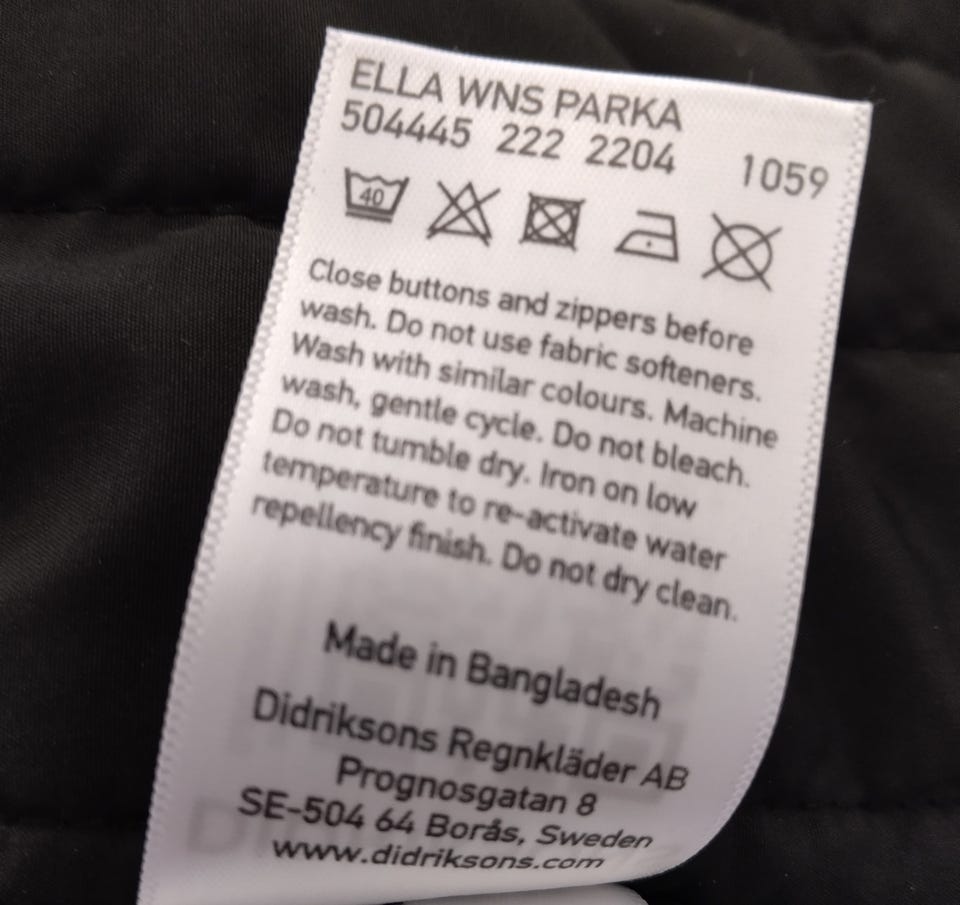 ELLA WNS PARKA
504445 222 2204 1059
40
Close buttons and zippers before
wash. Do not use fabric softeners.
Wash with similar colours. Machine
wash, gentle cycle. Do not bleach.
Do not tumble dry. Iron on low
temperature to re-activate water
repellency finish. Do not dry clean.
Made in Bangladesh
Didriksons Regnkläder AB
Prognosgatan 8
SE-504 64 Borås, Sweden
www.didriksons.com